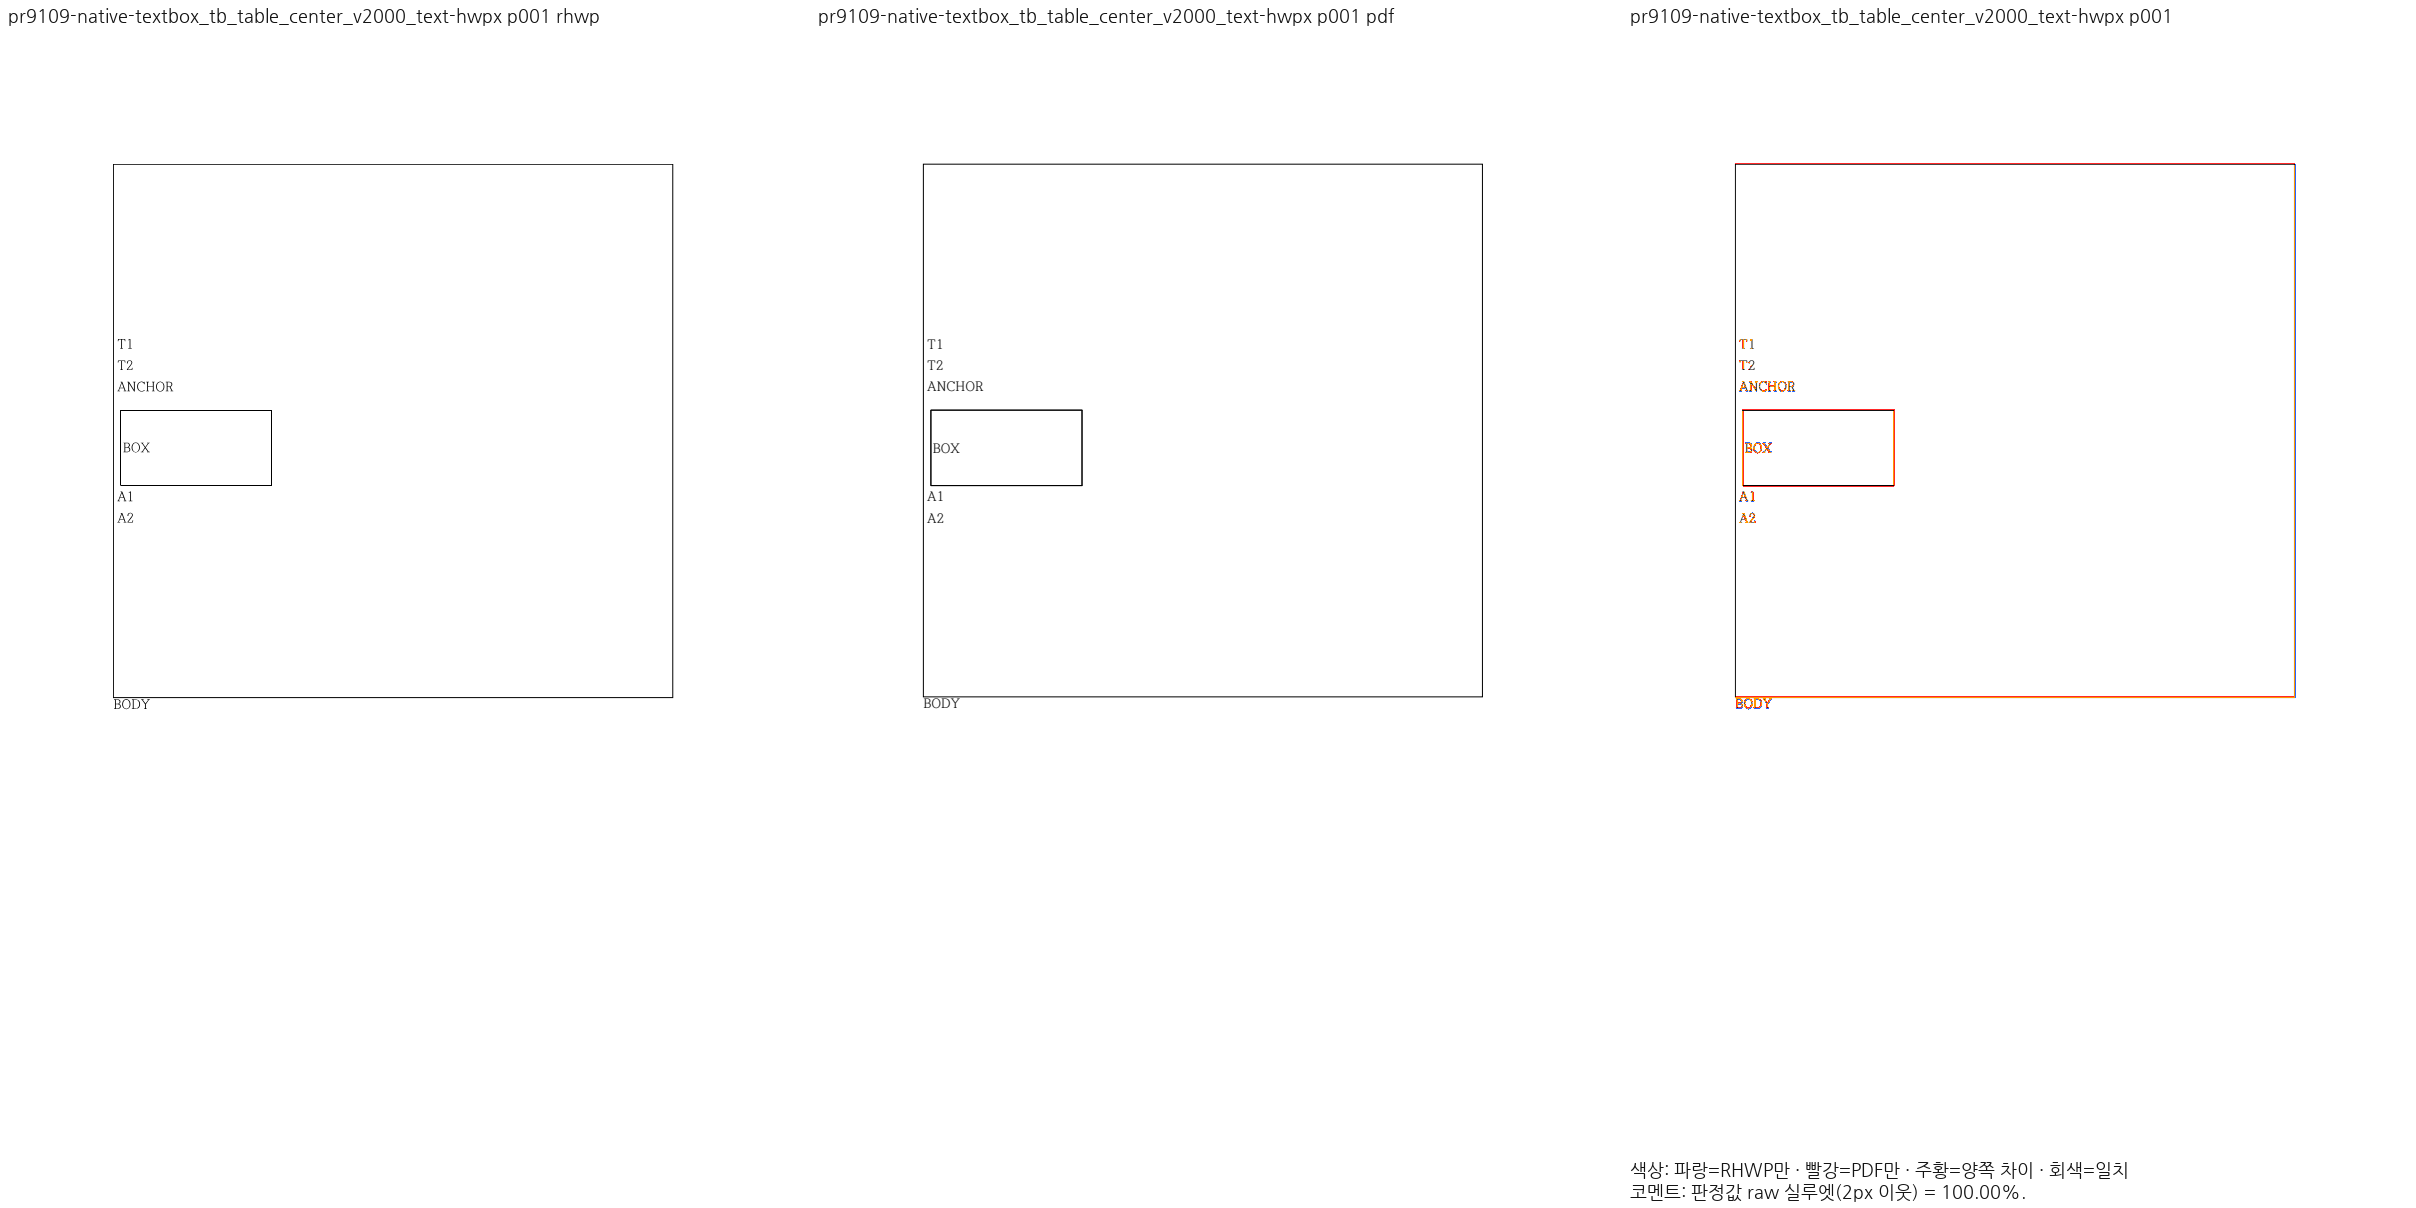 pr9109-native-textbox_tb_table_center_v2000_text-hwpx p001 rhwp
T1
T2
ANCHOR
BOX
A1
A2
BODY
pr9109-native-textbox_tb_table_center_v2000_text-hwpx p001 pdf
T1
T2
ANCHOR
BOX
A1
A2
BODY
pr9109-native-textbox_tb_table_center_v2000_text-hwpx p001
T1
T2
ANCHOR
BOX
A1
A2
BODY
색상: 파랑=RHWP만 · 빨강=PDF만 · 주황=양쪽 차이 · 회색=일치
코멘트: 판정값 raw 실루엣(2px 이웃) = 100.00%.